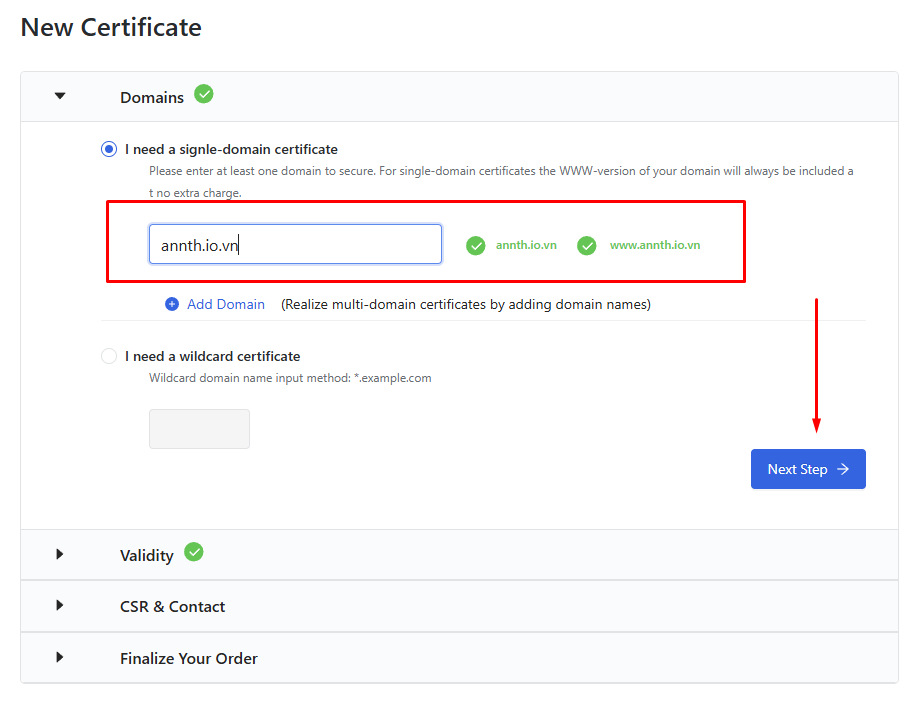 New Certificate
Domains
I need a signle-domain certificate
Please enter at least one domain to secure. For single-domain certificates the WWW-version of your domain will always be included a
t no extra charge.
annth.io.vn annth.io.vn www.annth.io.vn
Add Domain (Realize multi-domain certificates by adding domain names)
I need a wildcard certificate
Wildcard domain name input method: *.example.com
Next Step →
Validity
CSR & Contact
Finalize Your Order